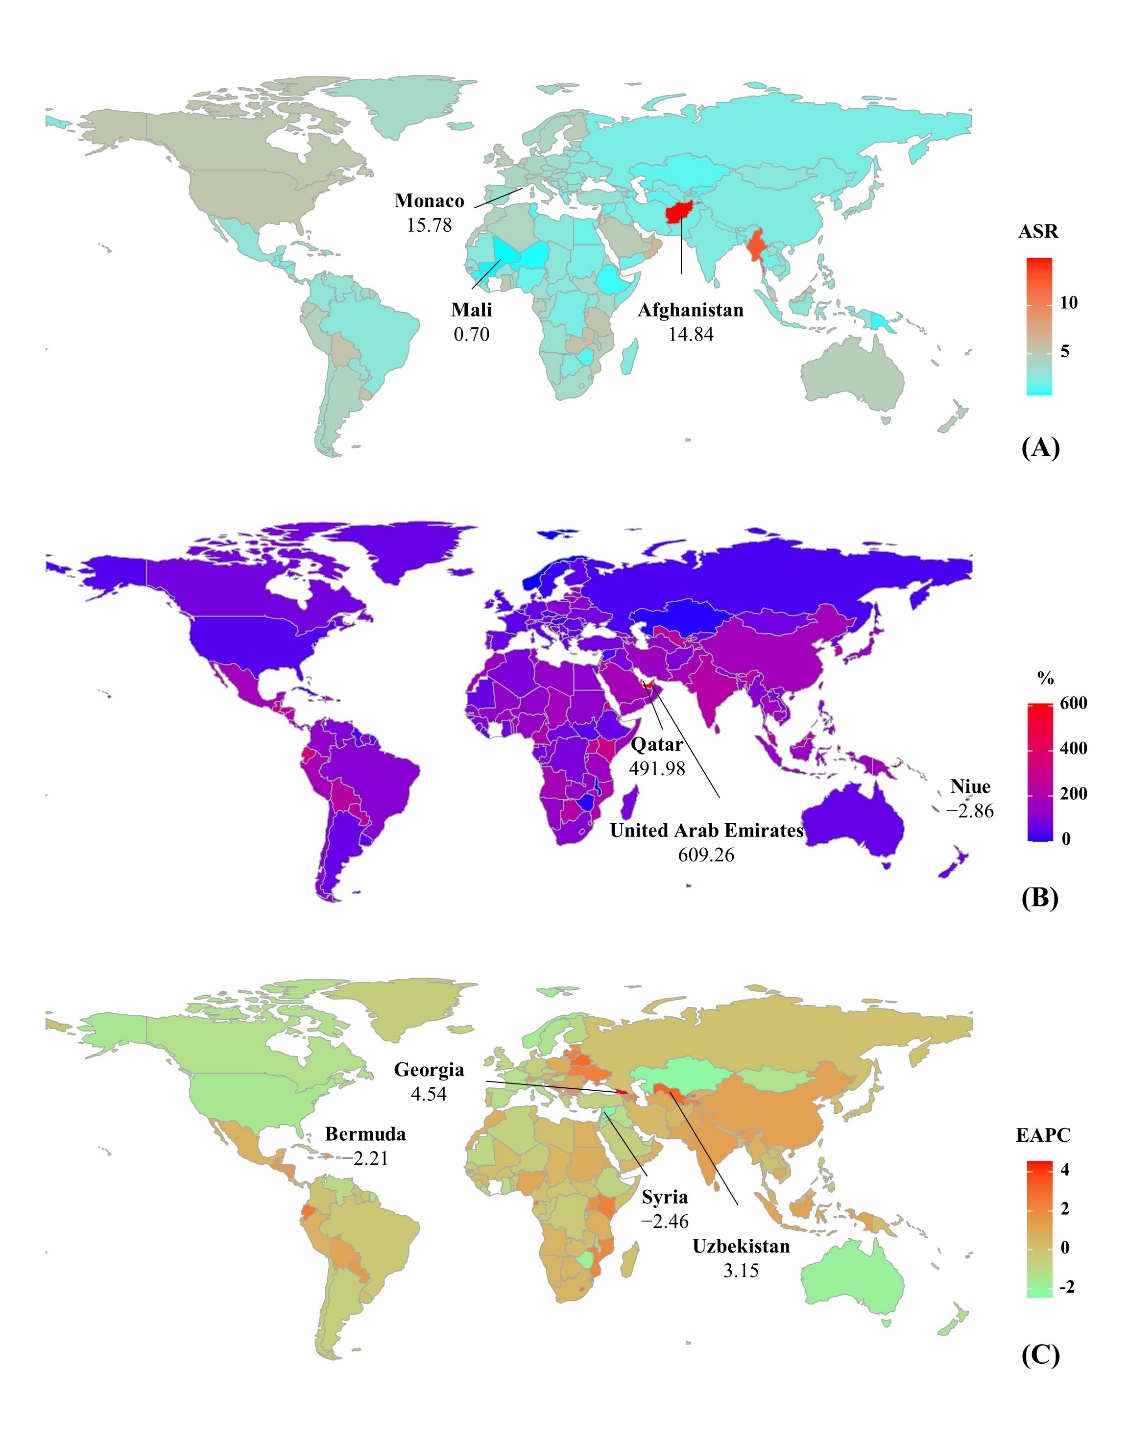 Monaco
15.78
Mali
0.70
Afghanistan
14.84
ASR
10
5
(A)
Qatar
491.98
United Arab Emirates
609.26
Niue
−2.86
%
600
400
200
0
(B)
Georgia
4.54
Bermuda
−2.21
Syria
−2.46
Uzbekistan
3.15
EAPC
4
2
0
-2
(C)